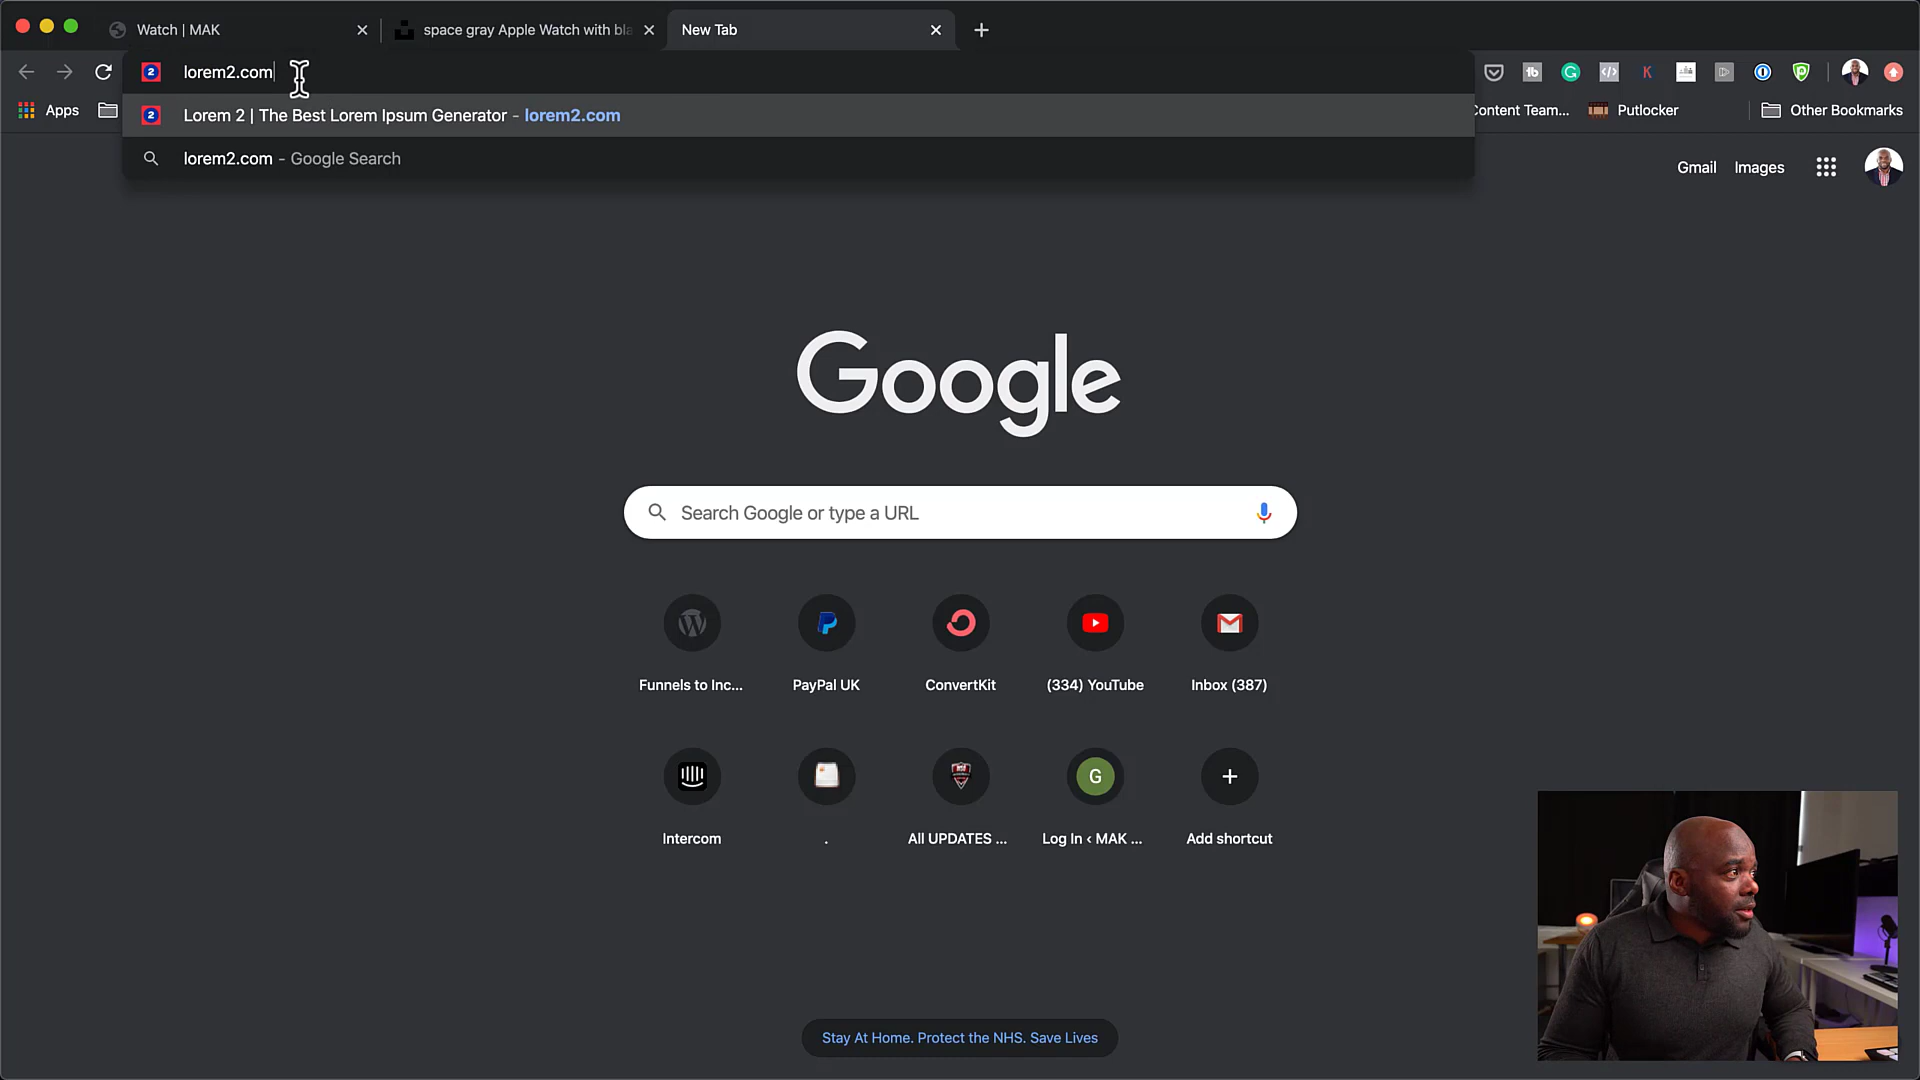 Watch | MAK
space gray Apple Watch with bla
New Tab
lorem2.com
Lorem 2 | The Best Lorem Ipsum Generator - lorem2.com
lorem2.com - Google Search
Apps
Content Team...
Putlocker
Other Bookmarks
Gmail
Images
Google
Search Google or type a URL
Funnels to Inc...
PayPal UK
ConvertKit
(334) YouTube
Inbox (387)
G
Intercom
.
All UPDATES ...
Log In ‹ MAK ...
Add shortcut
Stay At Home. Protect the NHS. Save Lives